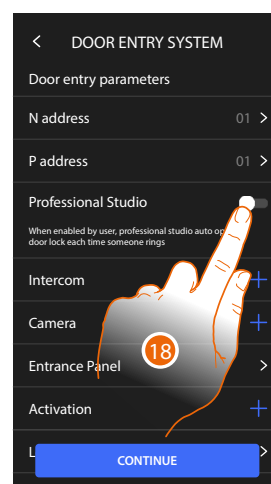 DOOR ENTRY SYSTEM
Door entry parameters
N address 01
P address 01
Professional Studio
When enabled by user, professional studio auto op
door lock each time someone rings
Intercom
Camera
18
Entrance Panel
Activation
L
CONTINUE